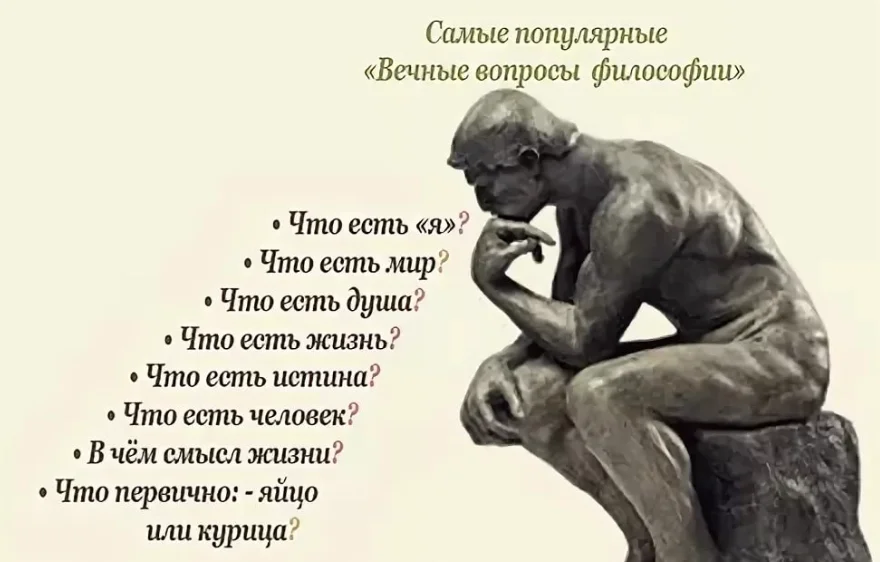 Самые популярные
«Вечные вопросы философии»
• Что есть «я»?
• Что есть мир?
• Что есть душа?
• Что есть жизнь?
• Что есть истина?
• Что есть человек?
• В чём смысл жизни?
• Что первично: - яйцо
или курица?